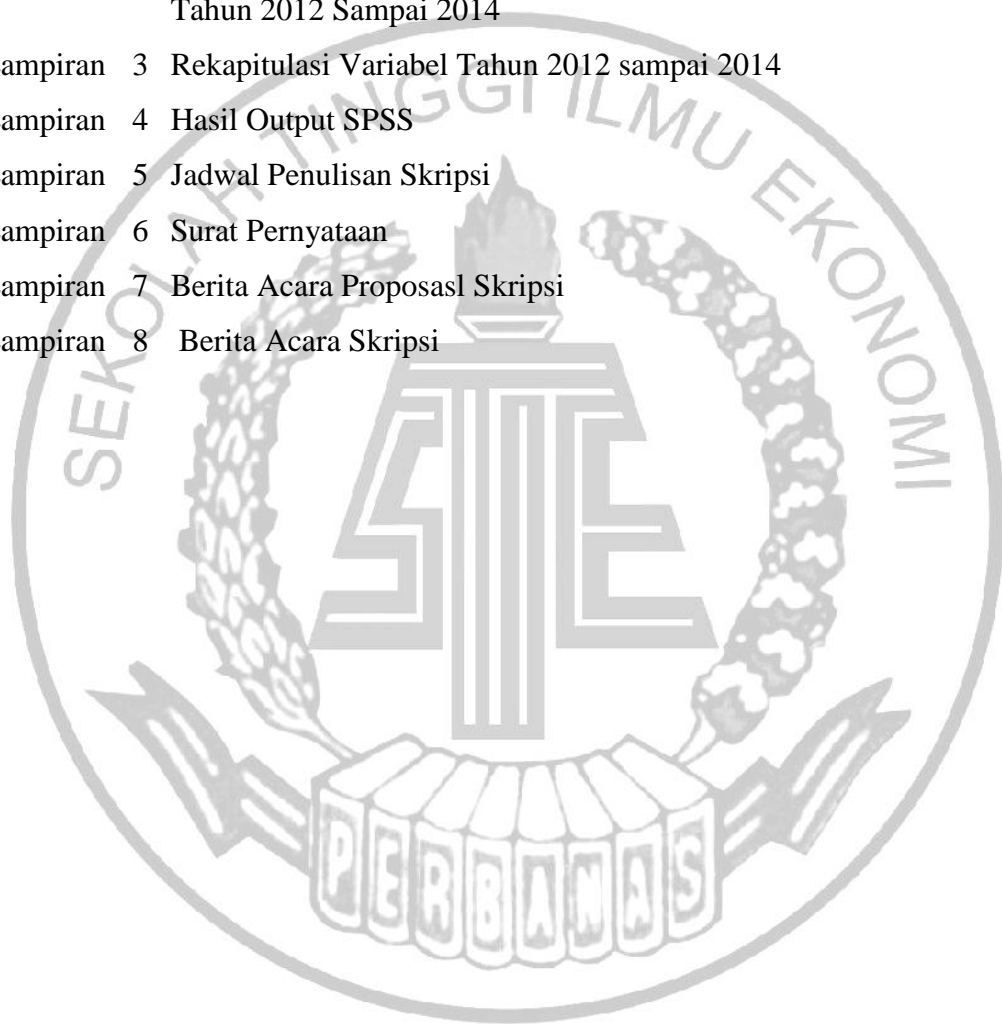 Tahun 2012 Sampai 2014
ampiran 3 Rekapitulasi Variabel Tahun 2012 sampai 2014
ampiran 4 Hasil Output SPSS
ampiran 5 Jadwal Penulisan Skripsi
ampiran 6 Surat Pernyataan
ampiran 7 Berita Acara Proposasl Skripsi
ampiran 8 Berita Acara Skripsi
SEKOLAH TINGGI ILMU EKONOMI
STIE
PERBANAS